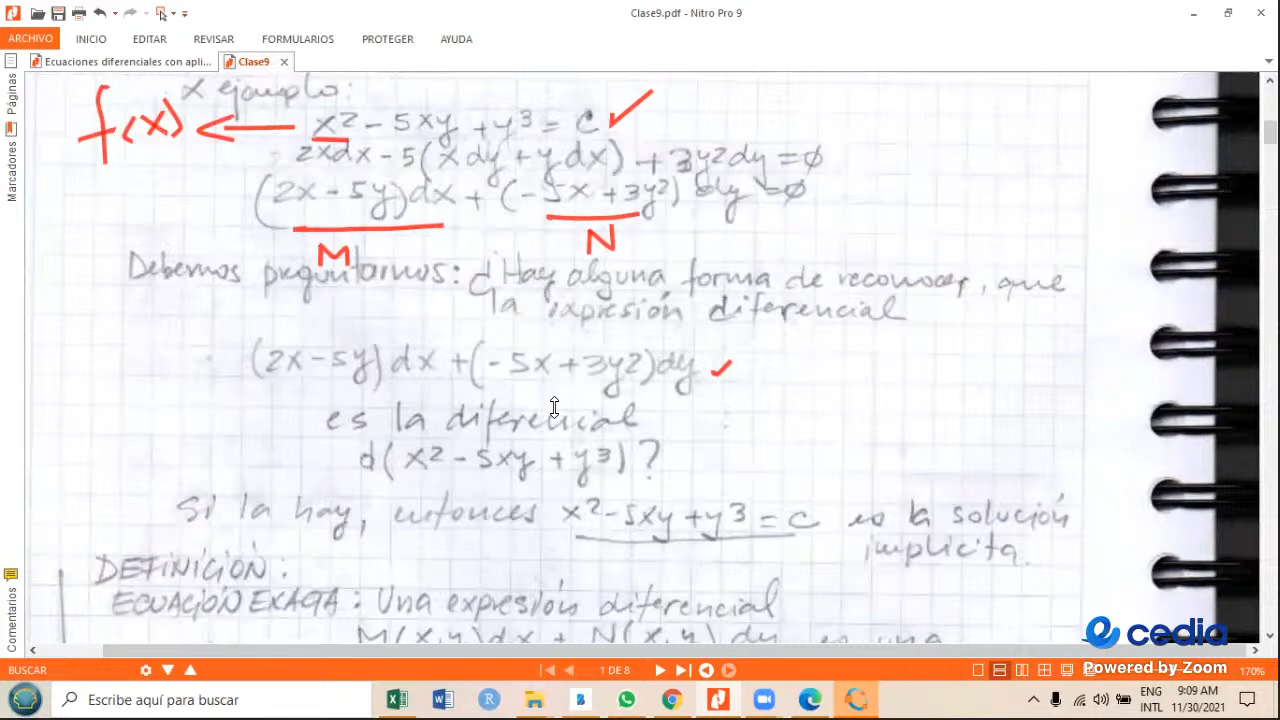 Clase9.pdf - Nitro Pro 9
ARCHIVO INICIO EDITAR REVISAR FORMULARIOS PROTEGER AYUDA
Ecuaciones diferenciales con apli... Clase9
Páginas
Marcadores
Comentarios
x ejemplo:
f(x) ← x2 - 5xy + y3 = C ✓
2xdx - 5(xdy + ydx) + 3y2dy = ∅
(2x - 5y)dx + (-5x + 3y2) dy = ∅
M N
Debemos preguntarnos: ¿Hay alguna forma de reconocer, que
la expresión diferencial
(2x - 5y)dx + (-5x + 3y2)dy ✓
es la diferencial
d(x2 - 5xy + y3)?
Si la hay, entonces x2 - 5xy + y3 = C es la solución
implícita.
DEFINICIÓN:
ECUACIÓN EXACTA: Una expresión diferencial
M(x,y)dx + N(x,y) dy es una
cedia
Powered by Zoom
BUSCAR 1 DE 8 170%
Escribe aquí para buscar
ENG 9:09 AM
INTL 11/30/2021